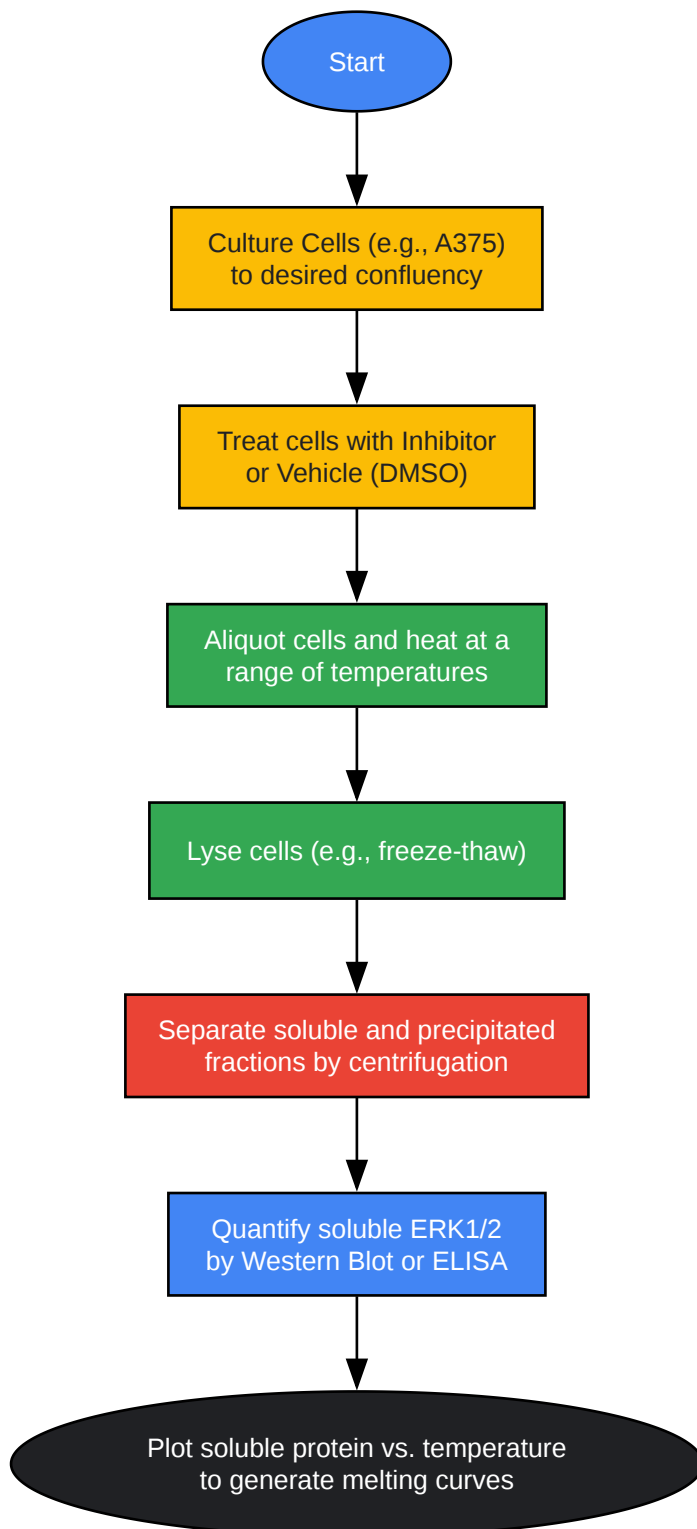 Start
Culture Cells (e.g., A375)
to desired confluency
Treat cells with Inhibitor
or Vehicle (DMSO)
Aliquot cells and heat at a
range of temperatures
Lyse cells (e.g., freeze-thaw)
Separate soluble and precipitated
fractions by centrifugation
Quantify soluble ERK1/2
by Western Blot or ELISA
Plot soluble protein vs. temperature
to generate melting curves